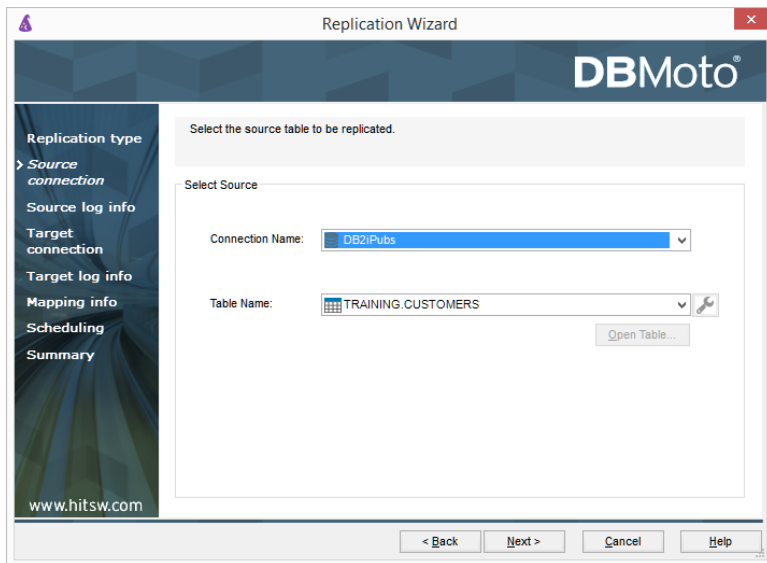 Replication Wizard
DBMoto®
Replication type
Source
connection
Source log info
Target
connection
Target log info
Mapping info
Scheduling
Summary
www.hitsw.com
Select the source table to be replicated.
Select Source
Connection Name:
DB2iPubs
Table Name:
TRAINING.CUSTOMERS
Open Table...
< Back
Next >
Cancel
Help